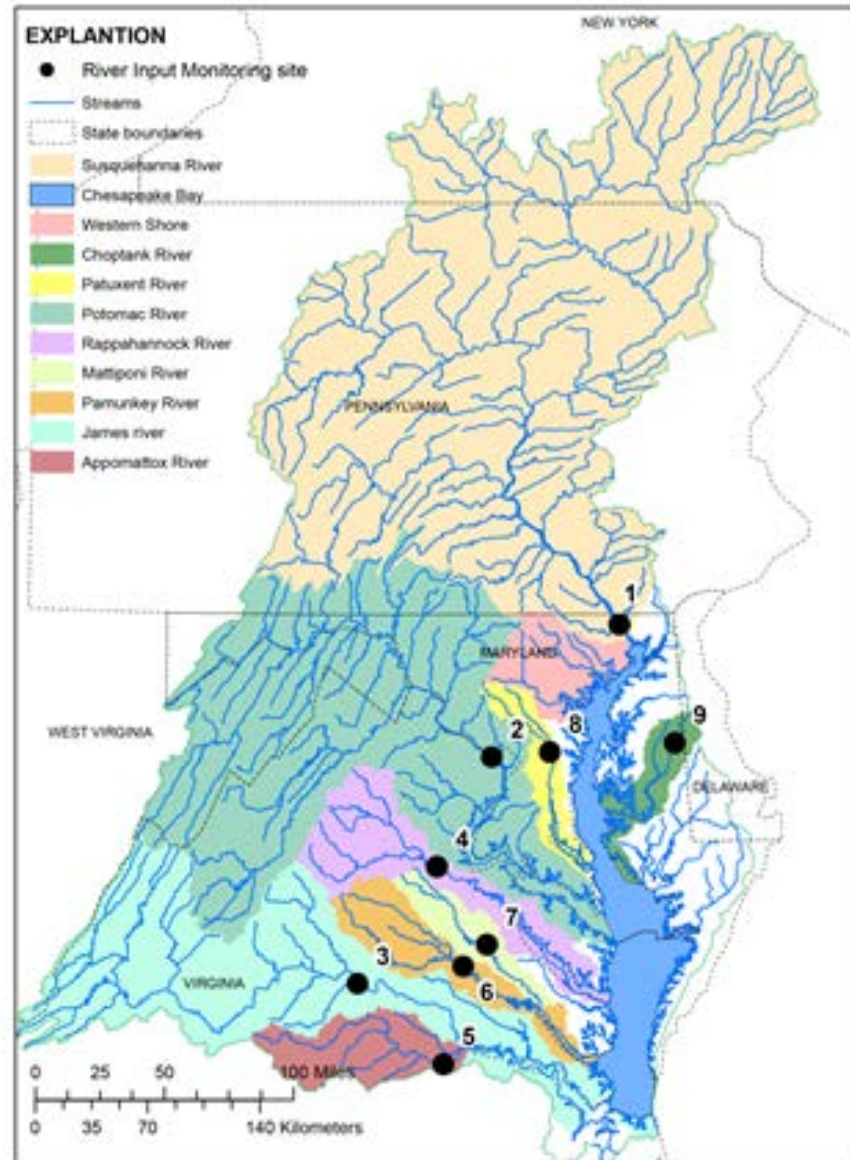 NEW YORK
EXPLANTION
River Input Monitoring site
Streams
State boundaries
Susquehanna River
Chesapeake Bay
Western Shore
Choptank River
Patuxent River
Potomac River
Rappahannock River
Mattiponi River
Pamunkey River
James river
Appomattox River
PENNSYLVANIA
1
MARYLAND
WEST VIRGINIA
2
8
9
DELAWARE
4
7
3
VIRGINIA
6
5
0 25 50 100 Miles
0 35 70 140 Kilometers